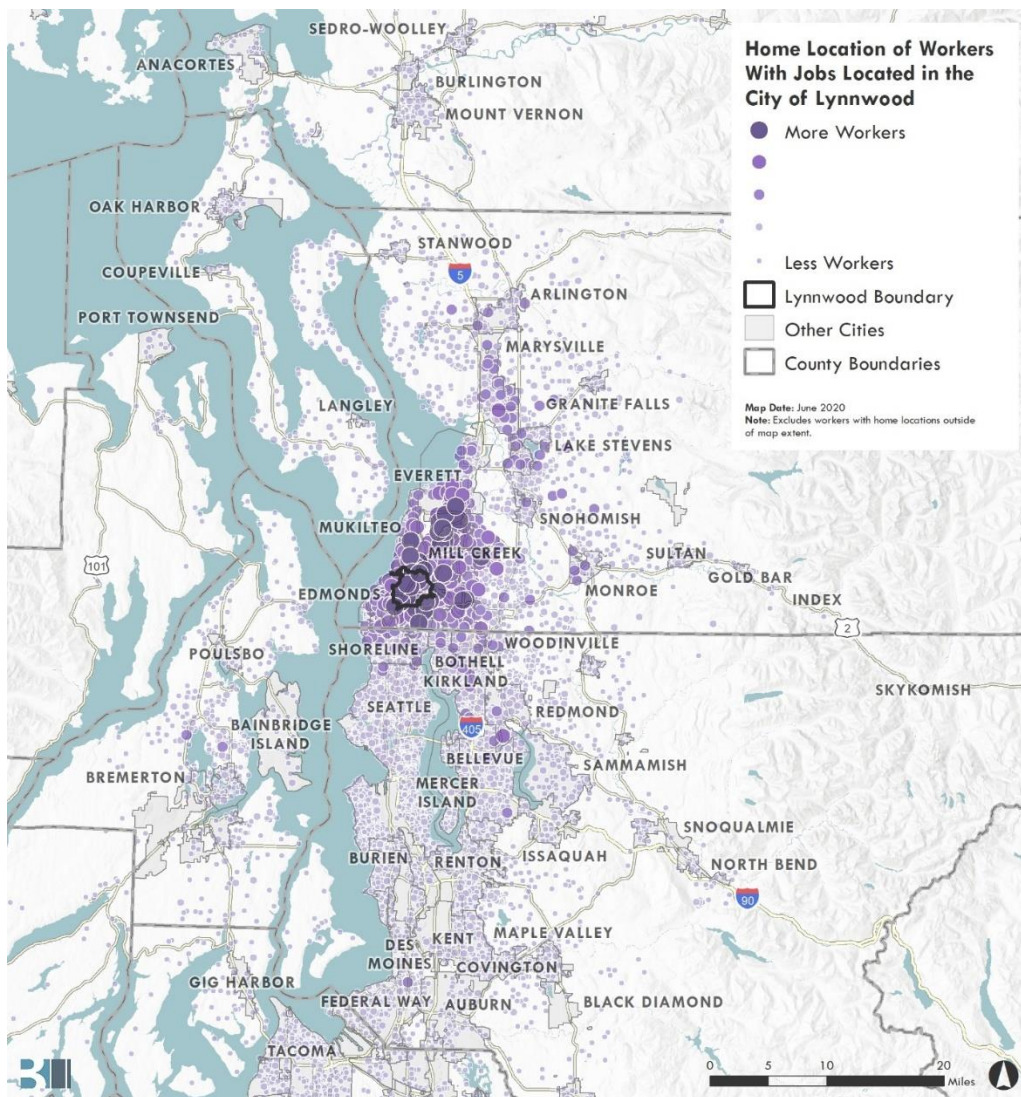 SEDRO-WOOLLEY
ANACORTES
BURLINGTON
MOUNT VERNON
OAK HARBOR
STANWOOD
COUPEVILLE
5
ARLINGTON
PORT TOWNSEND
MARYSVILLE
LANGLEY
GRANITE FALLS
LAKE STEVENS
EVERETT
MUKILTEO
SNOHOMISH
MILL CREEK
SULTAN
101
GOLD BAR
EDMONDS
MONROE
INDEX
2
SHORELINE
WOODINVILLE
POULSBO
BOTHELL
KIRKLAND
SKYKOMISH
SEATTLE
REDMOND
BAINBRIDGE
ISLAND
405
BELLEVUE
SAMMAMISH
BREMERTON
MERCER
ISLAND
SNOQUALMIE
BURIEN
RENTON
ISSAQUAH
NORTH BEND
90
DES
MOINES
KENT
MAPLE VALLEY
COVINGTON
GIG HARBOR
FEDERAL WAY
AUBURN
BLACK DIAMOND
TACOMA
Home Location of Workers
With Jobs Located in the
City of Lynnwood
More Workers
Less Workers
Lynnwood Boundary
Other Cities
County Boundaries
Map Date: June 2020
Note: Excludes workers with home locations outside
of map extent.
0 5 10 20
Miles